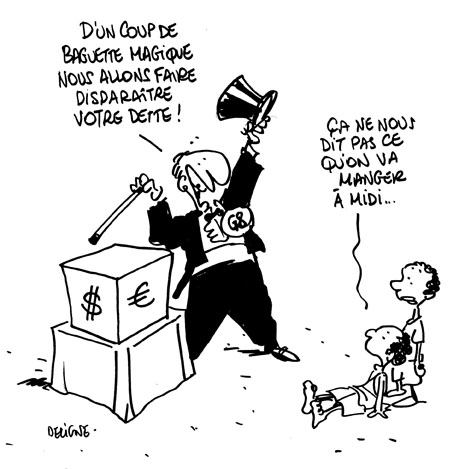 D'UN COUP DE
BAGUETTE MAGIQUE
NOUS ALLONS FAIRE
DISPARAÎTRE
VOTRE DETTE !
ÇA NE NOUS
DIT PAS CE
QU'ON VA
MANGER
À MIDI...
G8
$ €
DELIGNE.